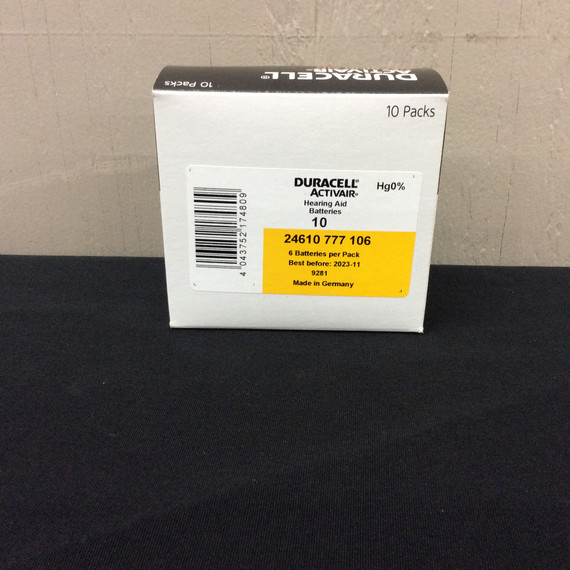 DURACELL®
ACTIVAIR™
10 Packs
10 Packs
DURACELL®
ACTIVAIR®
Hg0%
Hearing Aid
Batteries
10
24610 777 106
6 Batteries per Pack
Best before: 2023-11
9281
Made in Germany
4 043752 174809